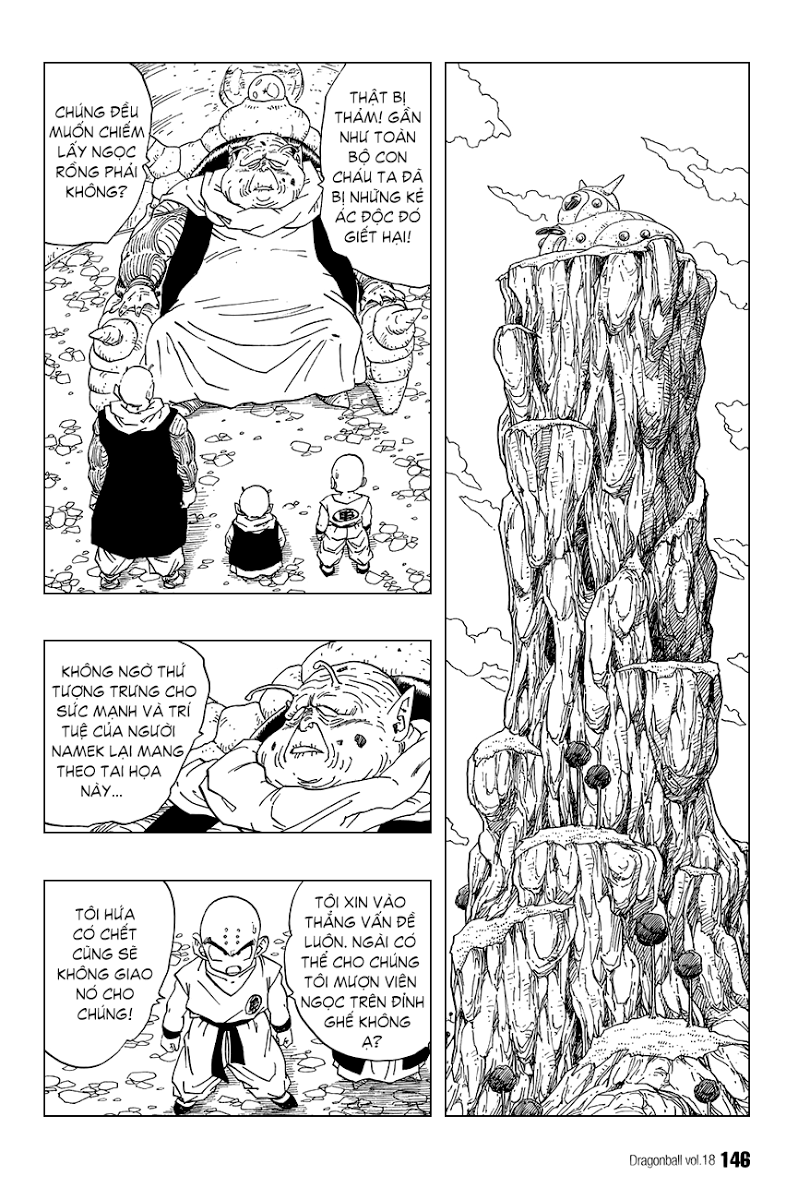 THẬT BỊ
THẢM! GẦN
NHƯ TOÀN
BỘ CON
CHÁU TA ĐÃ
BỊ NHỮNG KẺ
ÁC ĐỘC ĐÓ
GIẾT HẠI!
CHÚNG ĐỀU
MUỐN CHIẾM
LẤY NGỌC
RỒNG PHẢI
KHÔNG?
KHÔNG NGỜ THỨ
TƯỢNG TRƯNG CHO
SỨC MẠNH VÀ TRÍ
TUỆ CỦA NGƯỜI
NAMEK LẠI MANG
THEO TAI HỌA
NÀY...
TÔI XIN VÀO
THẲNG VẤN ĐỀ
LUÔN. NGÀI CÓ
THỂ CHO CHÚNG
TÔI MƯỢN VIÊN
NGỌC TRÊN ĐỈNH
GHẾ KHÔNG
Ạ?
TÔI HỨA
CÓ CHẾT
CŨNG SẼ
KHÔNG GIAO
NÓ CHO
CHÚNG!
Dragonball vol.18 146